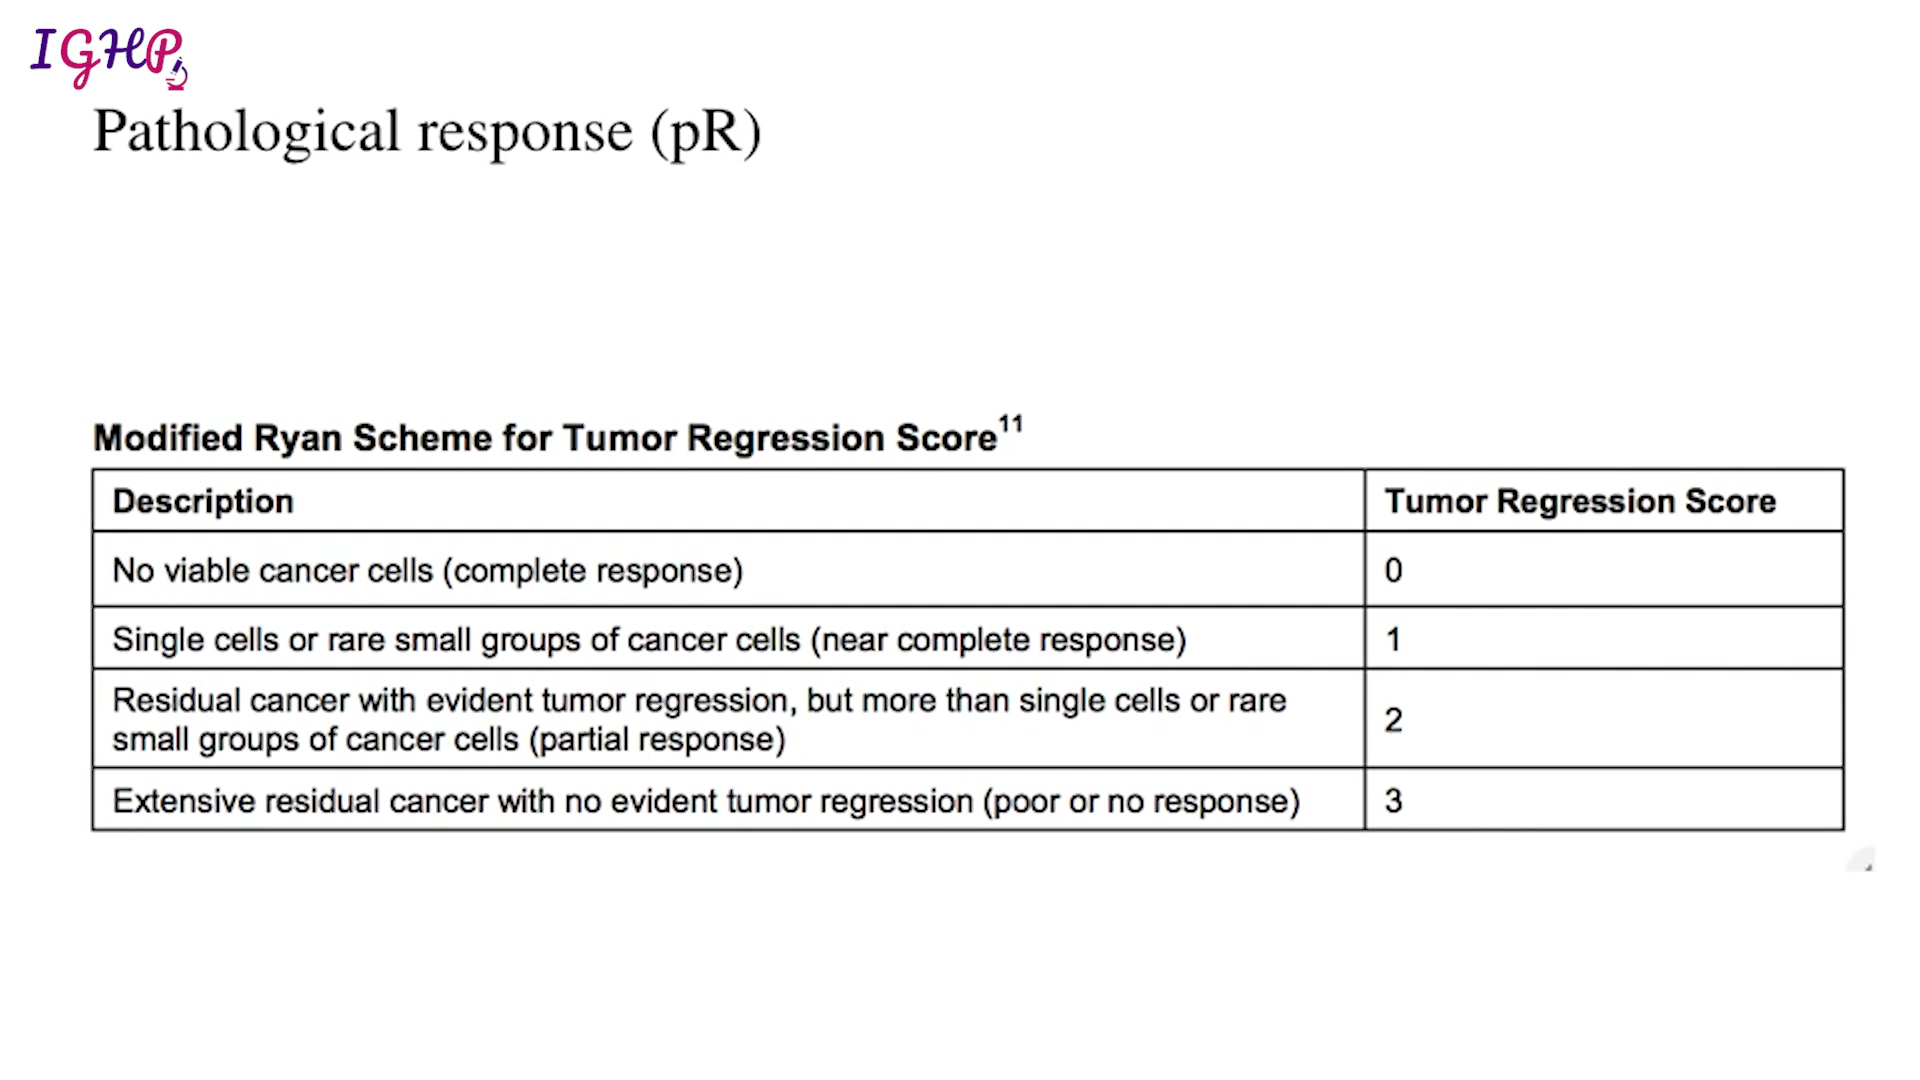 IGHP
Pathological response (pR)
Modified Ryan Scheme for Tumor Regression Score11
Description Tumor Regression Score
No viable cancer cells (complete response) 0
Single cells or rare small groups of cancer cells (near complete response) 1
Residual cancer with evident tumor regression, but more than single cells or rare
small groups of cancer cells (partial response) 2
Extensive residual cancer with no evident tumor regression (poor or no response) 3